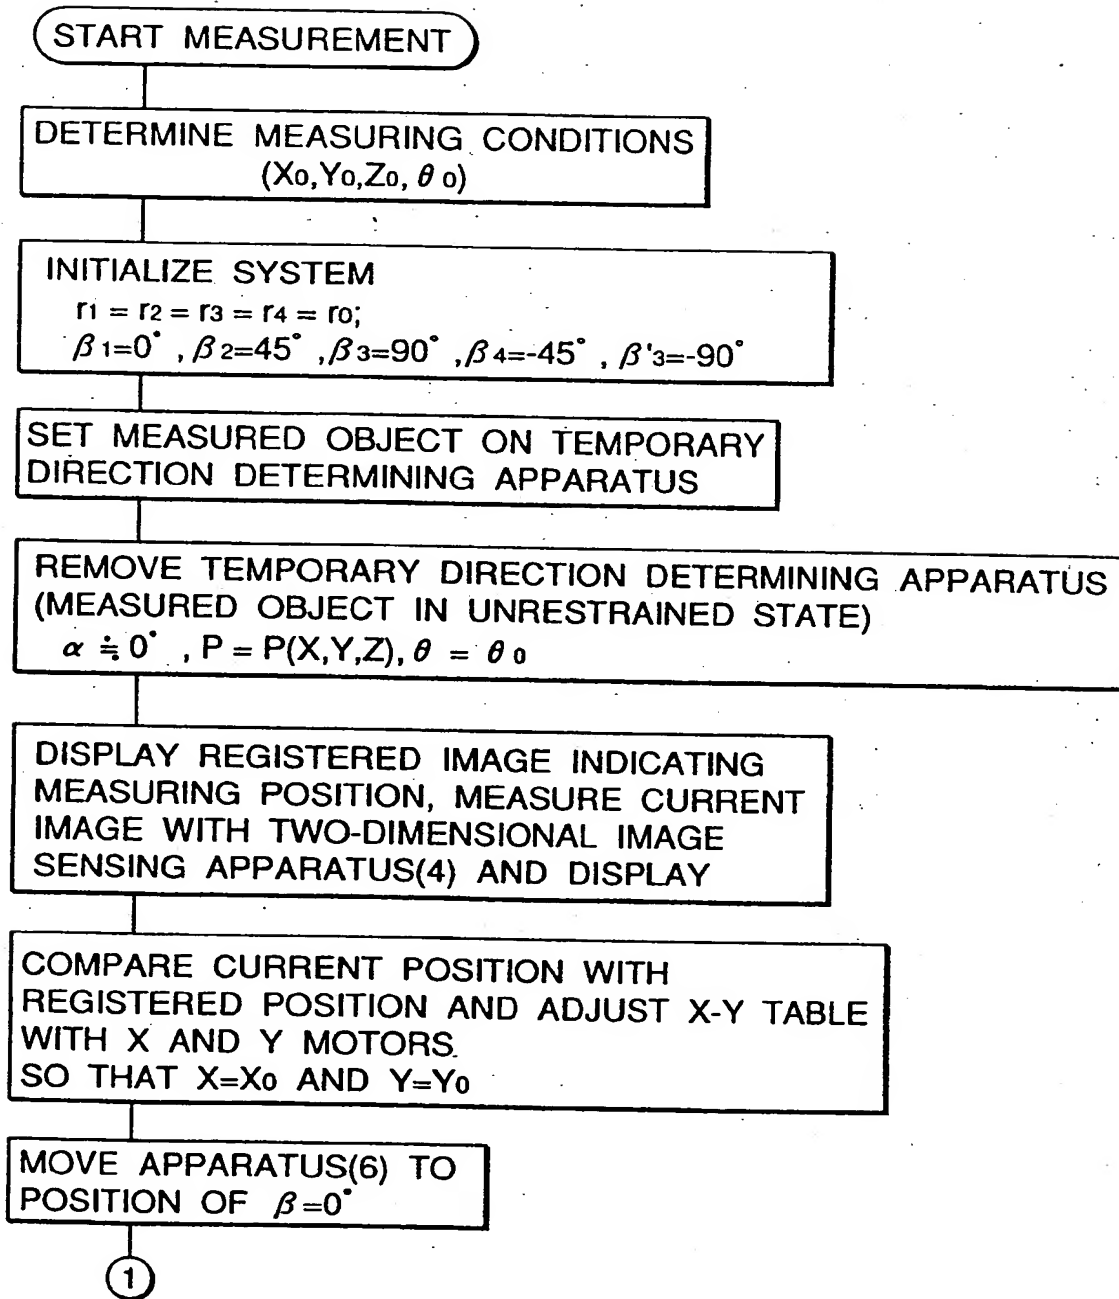 START MEASUREMENT
DETERMINE MEASURING CONDITIONS
(X0,Y0,Z0, θ0)
INITIALIZE SYSTEM
r1 = r2 = r3 = r4 = r0;
β1=0° ,β2=45° ,β3=90° ,β4=-45° , β'3=-90°
SET MEASURED OBJECT ON TEMPORARY
DIRECTION DETERMINING APPARATUS
REMOVE TEMPORARY DIRECTION DETERMINING APPARATUS
(MEASURED OBJECT IN UNRESTRAINED STATE)
α ≒ 0° , P = P(X,Y,Z), θ = θ0
DISPLAY REGISTERED IMAGE INDICATING
MEASURING POSITION, MEASURE CURRENT
IMAGE WITH TWO-DIMENSIONAL IMAGE
SENSING APPARATUS(4) AND DISPLAY
COMPARE CURRENT POSITION WITH
REGISTERED POSITION AND ADJUST X-Y TABLE
WITH X AND Y MOTORS
SO THAT X=X0 AND Y=Y0
MOVE APPARATUS(6) TO
POSITION OF β=0°
1